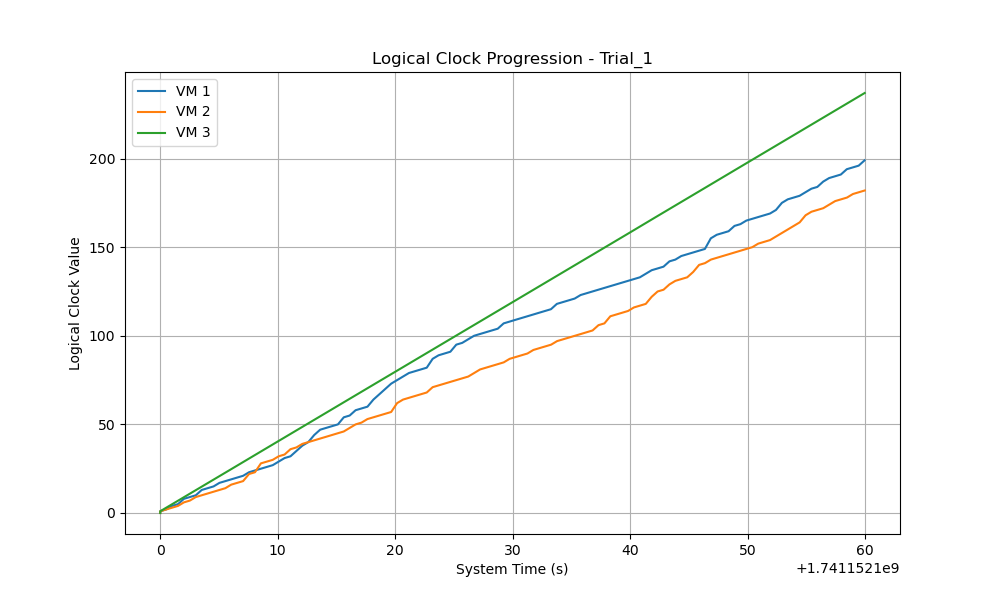 Logical Clock Progression - Trial_1
VM 1
VM 2
VM 3
Logical Clock Value
200
150
100
50
0
0 10 20 30 40 50 60
System Time (s)
+1.7411521e9